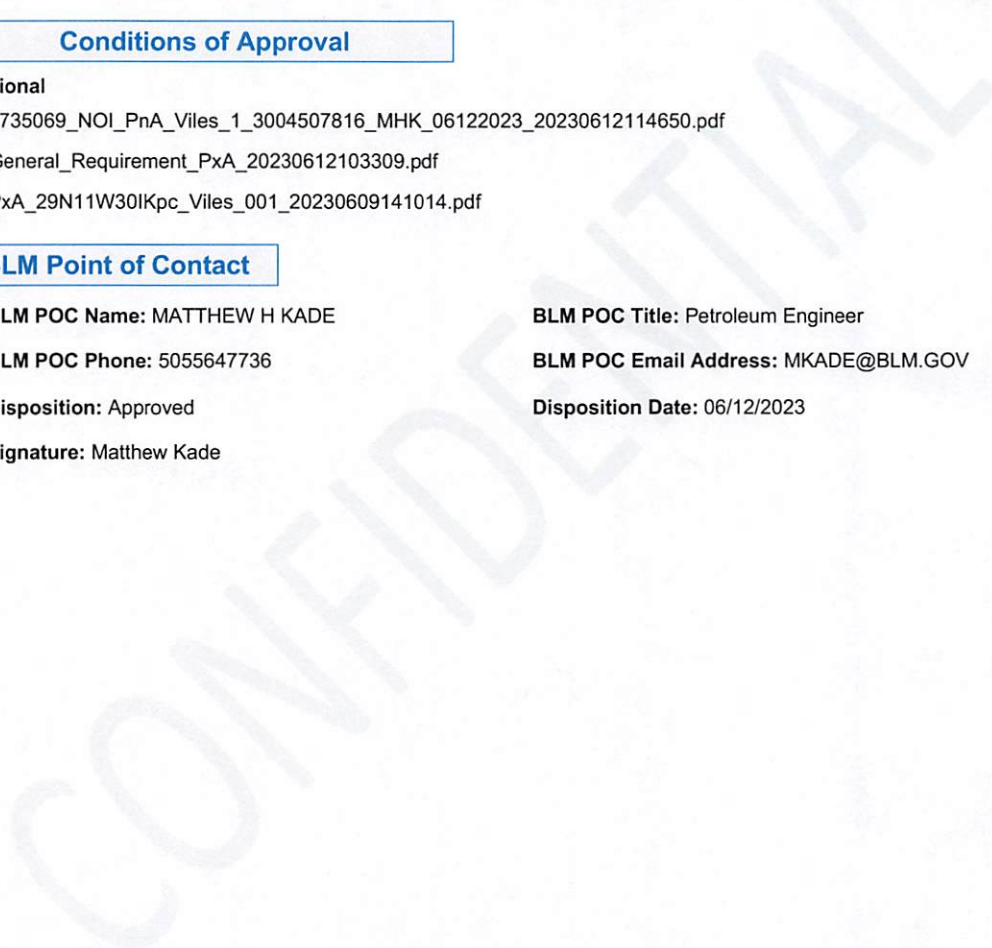 Conditions of Approval
ional
735069_NOI_PnA_Viles_1_3004507816_MHK_06122023_20230612114650.pdf
General_Requirement_PxA_20230612103309.pdf
xA_29N11W30IKpc_Viles_001_20230609141014.pdf
LM Point of Contact
LM POC Name: MATTHEW H KADE BLM POC Title: Petroleum Engineer
LM POC Phone: 5055647736 BLM POC Email Address: MKADE@BLM.GOV
isposition: Approved Disposition Date: 06/12/2023
ignature: Matthew Kade
CONFIDENTIAL